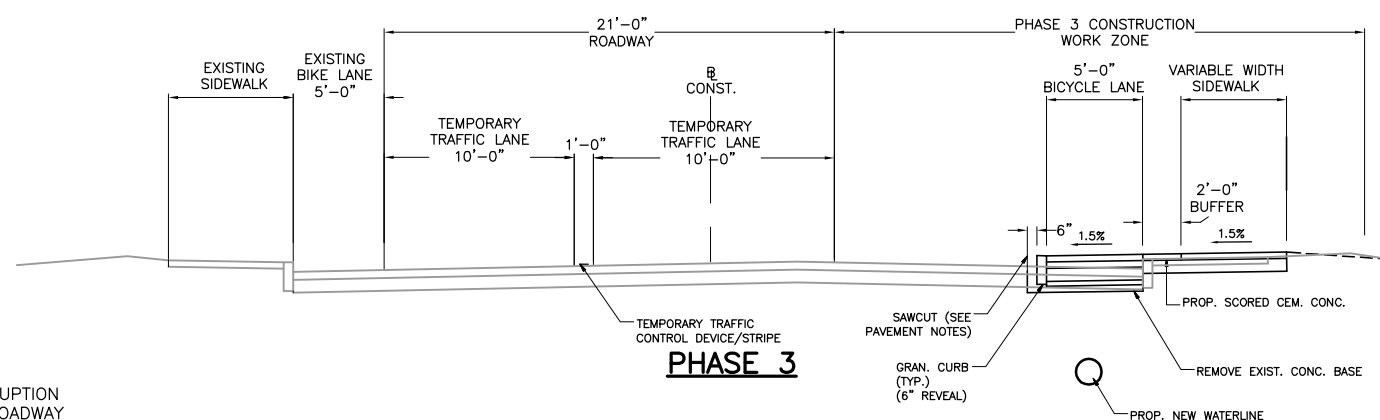 21'-0"
ROADWAY
PHASE 3 CONSTRUCTION
WORK ZONE
EXISTING
SIDEWALK
EXISTING
BIKE LANE
5'-0"
B
L
CONST.
5'-0"
BICYCLE LANE
VARIABLE WIDTH
SIDEWALK
TEMPORARY
TRAFFIC LANE
10'-0"
1'-0"
TEMPORARY
TRAFFIC LANE
10'-0"
2'-0"
BUFFER
6"
1.5%
1.5%
TEMPORARY TRAFFIC
CONTROL DEVICE/STRIPE
SAWCUT (SEE
PAVEMENT NOTES)
PROP. SCORED CEM. CONC.
PHASE 3
GRAN. CURB
(TYP.)
(6" REVEAL)
REMOVE EXIST. CONC. BASE
PROP. NEW WATERLINE
UPTION
OADWAY